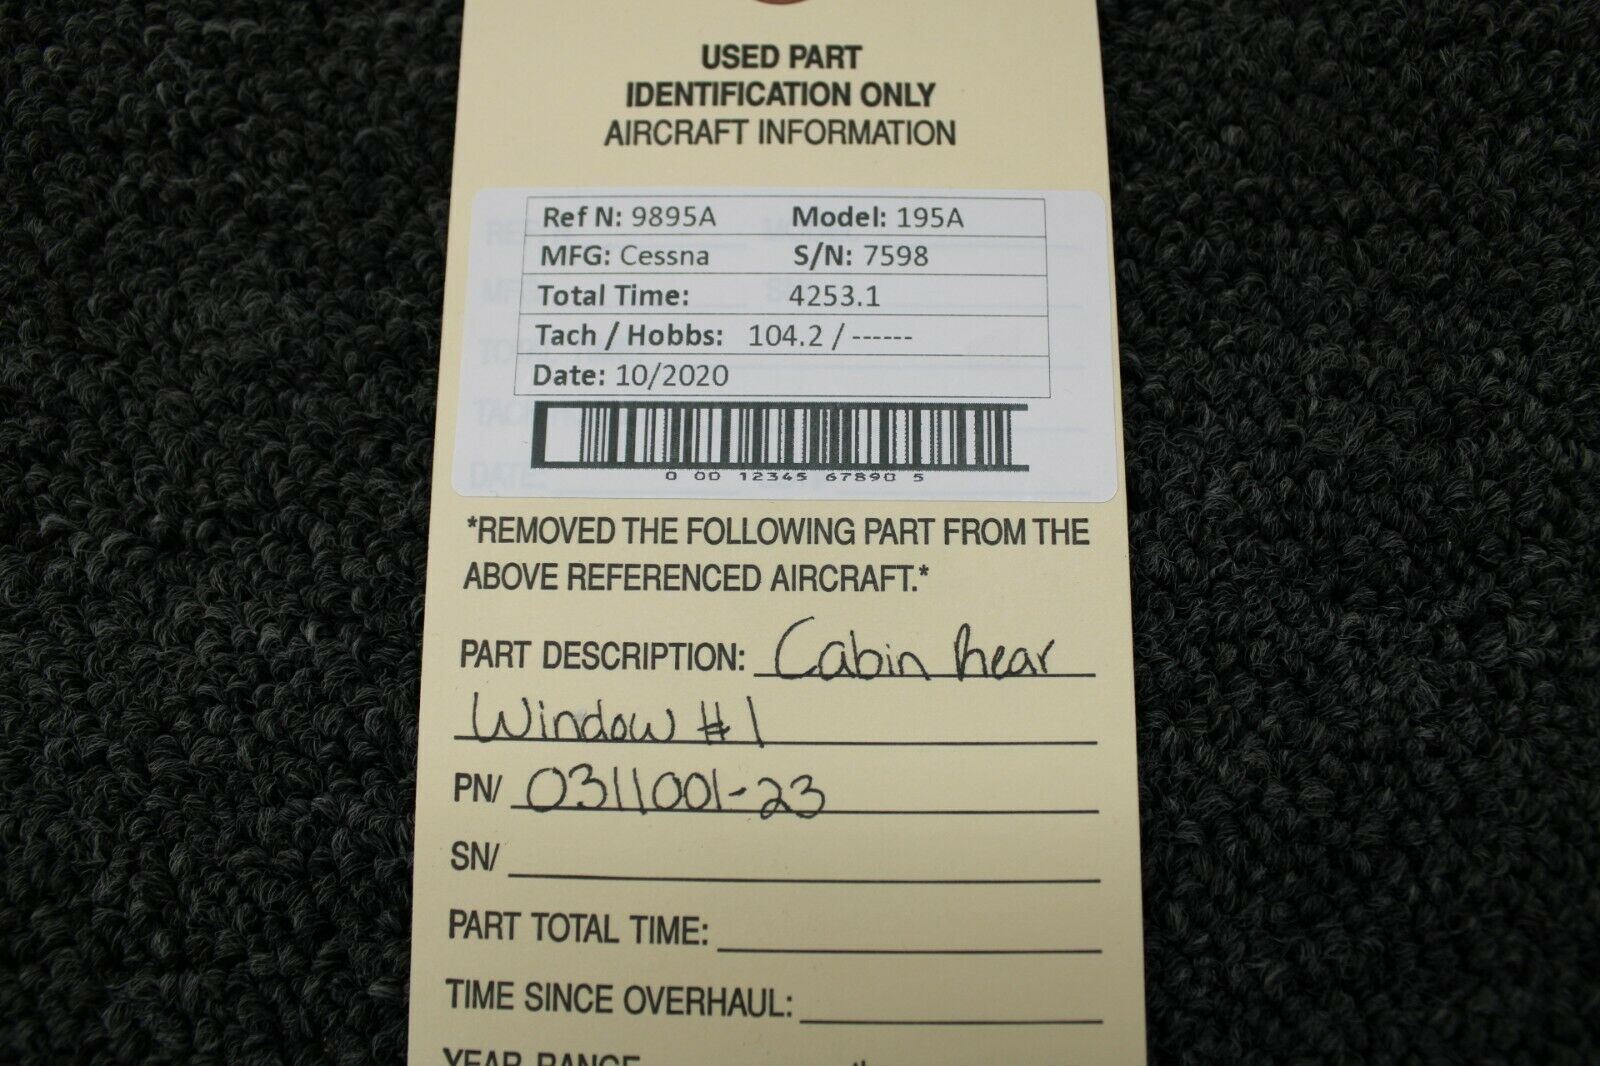 USED PART
IDENTIFICATION ONLY
AIRCRAFT INFORMATION
Ref N: 9895A Model: 195A
MFG: Cessna S/N: 7598
Total Time: 4253.1
Tach / Hobbs: 104.2 / ------
Date: 10/2020
0 00 12345 67890 5
*REMOVED THE FOLLOWING PART FROM THE
ABOVE REFERENCED AIRCRAFT.*
PART DESCRIPTION: Cabin Rear
Window #1
PN/ 0311001-23
SN/
PART TOTAL TIME:
TIME SINCE OVERHAUL:
YEAR RANGE